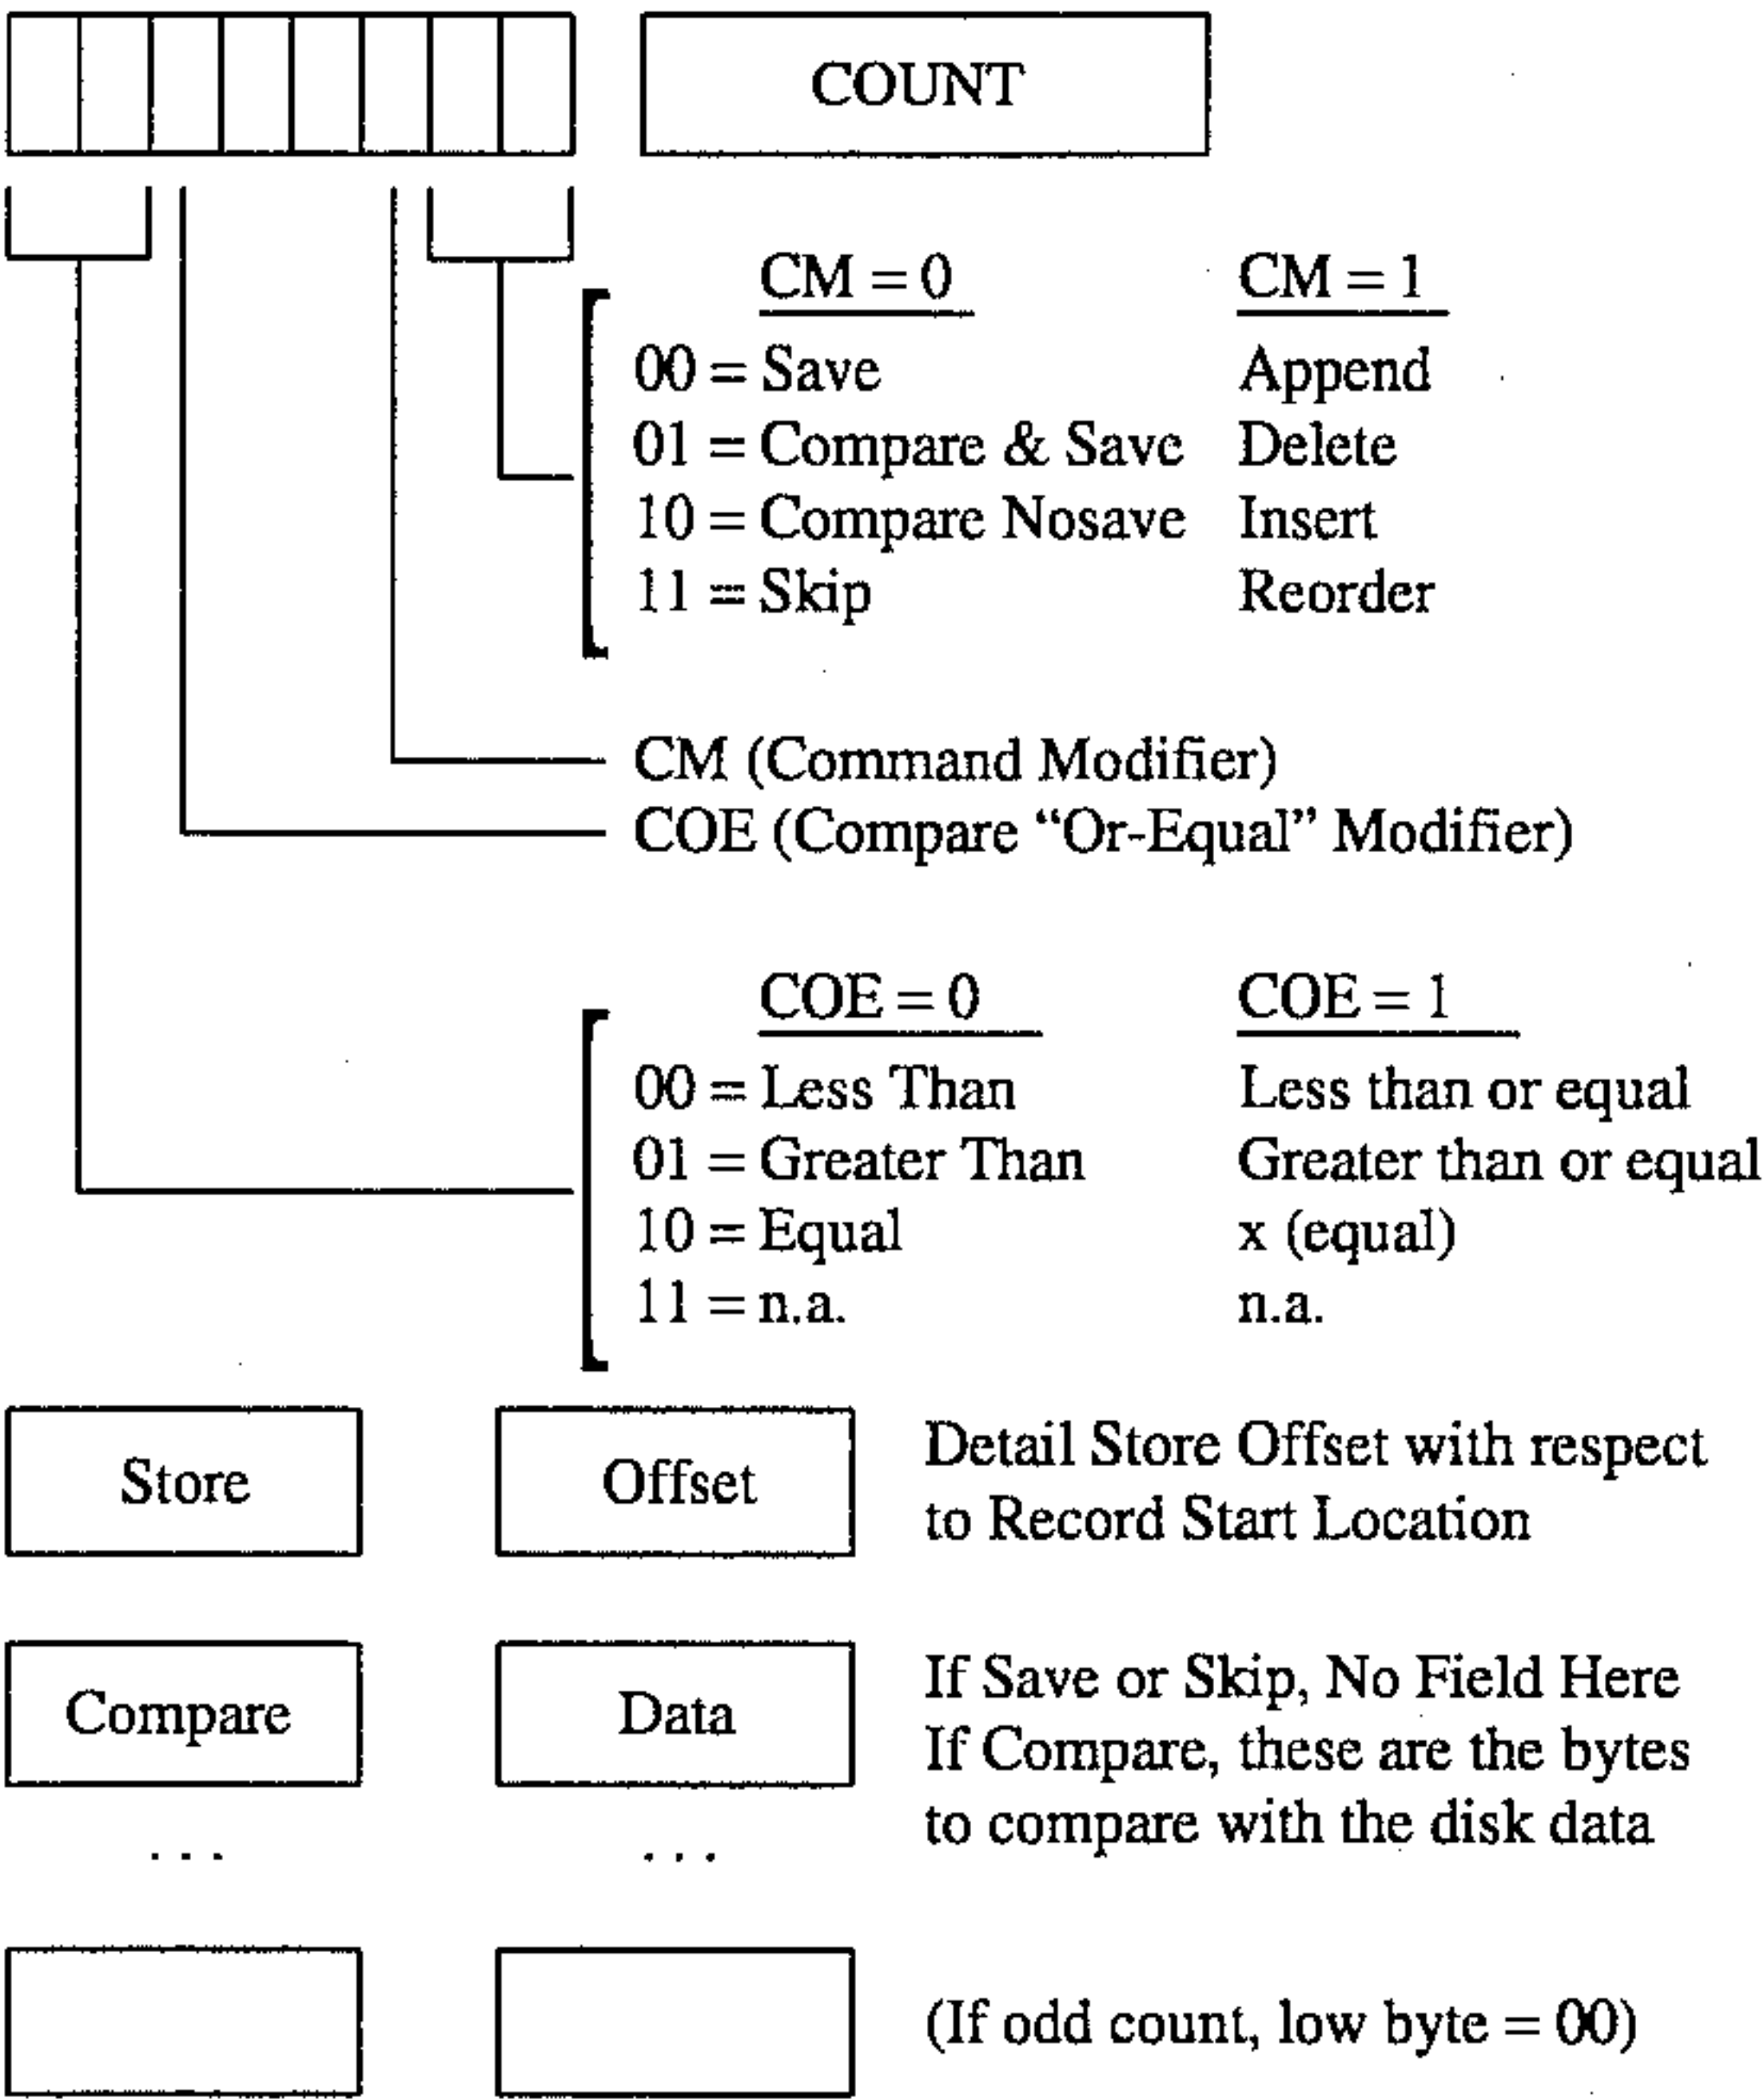 COUNT
CM = 0 CM = 1
00 = Save Append
01 = Compare & Save Delete
10 = Compare Nosave Insert
11 = Skip Reorder
CM (Command Modifier)
COE (Compare “Or-Equal” Modifier)
COE = 0 COE = 1
00 = Less Than Less than or equal
01 = Greater Than Greater than or equal
10 = Equal x (equal)
11 = n.a. n.a.
Store Offset Detail Store Offset with respect
to Record Start Location
Compare Data If Save or Skip, No Field Here
If Compare, these are the bytes
to compare with the disk data
... ...
(If odd count, low byte = 00)